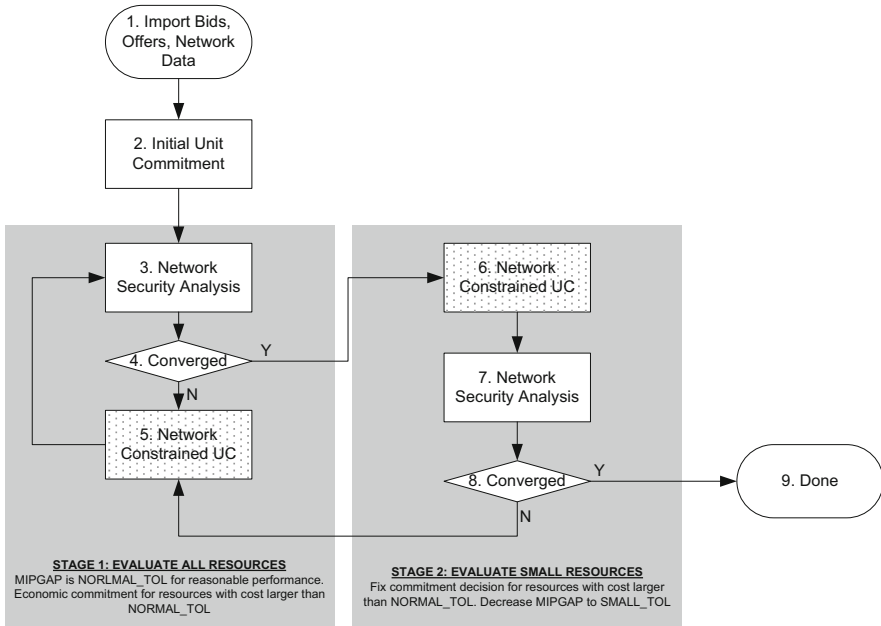 1. Import Bids,
Offers, Network
Data
2. Initial Unit
Commitment
3. Network
Security Analysis
4. Converged
Y
N
5. Network
Constrained UC
STAGE 1: EVALUATE ALL RESOURCES
MIPGAP is NORLMAL_TOL for reasonable performance.
Economic commitment for resources with cost larger than
NORMAL_TOL
6. Network
Constrained UC
7. Network
Security Analysis
8. Converged
Y
N
STAGE 2: EVALUATE SMALL RESOURCES
Fix commitment decision for resources with cost larger
than NORMAL_TOL. Decrease MIPGAP to SMALL_TOL
9. Done